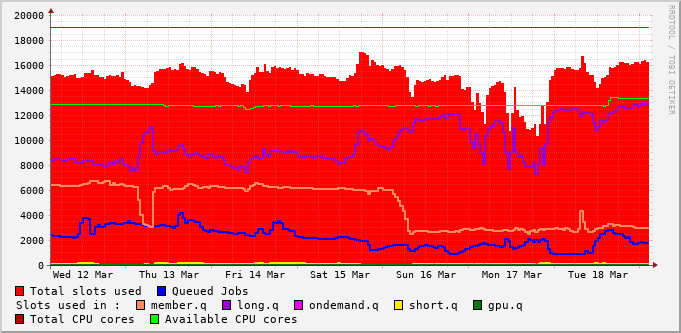 20000
18000
16000
14000
12000
10000
8000
6000
4000
2000
0
Wed 12 Mar Thu 13 Mar Fri 14 Mar Sat 15 Mar Sun 16 Mar Mon 17 Mar Tue 18 Mar
Total slots used Queued Jobs
Slots used in : member.q long.q ondemand.q short.q gpu.q
Total CPU cores Available CPU cores
RRDTOOL / TOBI OETIKER